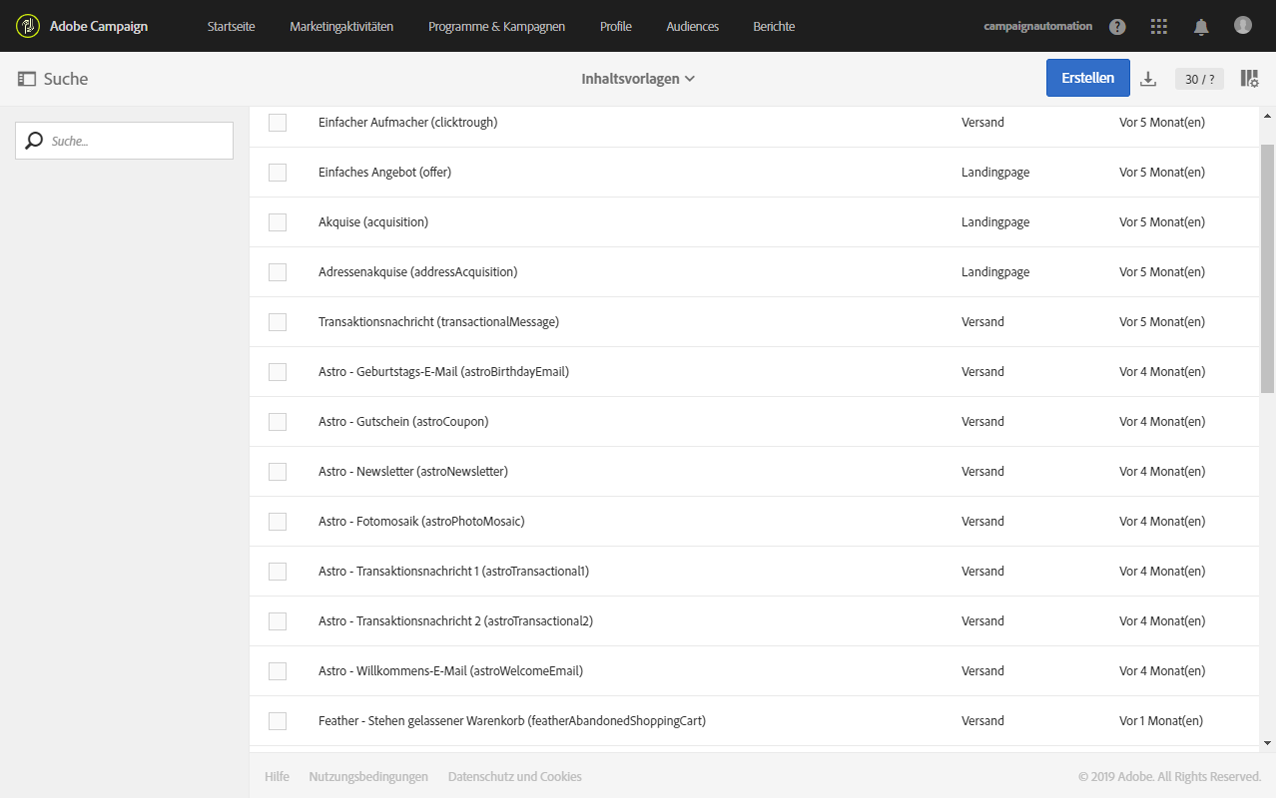 Adobe Campaign Startseite Marketingaktivitäten Programme & Kampagnen Profile Audiences Berichte campaignautomation ?
Suche Inhaltsvorlagen Erstellen 30 / ?
Suche...
Einfacher Aufmacher (clicktrough) Versand Vor 5 Monat(en)
Einfaches Angebot (offer) Landingpage Vor 5 Monat(en)
Akquise (acquisition) Landingpage Vor 5 Monat(en)
Adressenakquise (addressAcquisition) Landingpage Vor 5 Monat(en)
Transaktionsnachricht (transactionalMessage) Versand Vor 5 Monat(en)
Astro - Geburtstags-E-Mail (astroBirthdayEmail) Versand Vor 4 Monat(en)
Astro - Gutschein (astroCoupon) Versand Vor 4 Monat(en)
Astro - Newsletter (astroNewsletter) Versand Vor 4 Monat(en)
Astro - Fotomosaik (astroPhotoMosaic) Versand Vor 4 Monat(en)
Astro - Transaktionsnachricht 1 (astroTransactional1) Versand Vor 4 Monat(en)
Astro - Transaktionsnachricht 2 (astroTransactional2) Versand Vor 4 Monat(en)
Astro - Willkommens-E-Mail (astroWelcomeEmail) Versand Vor 4 Monat(en)
Feather - Stehen gelassener Warenkorb (featherAbandonedShoppingCart) Versand Vor 1 Monat(en)
Hilfe Nutzungsbedingungen Datenschutz und Cookies © 2019 Adobe. All Rights Reserved.